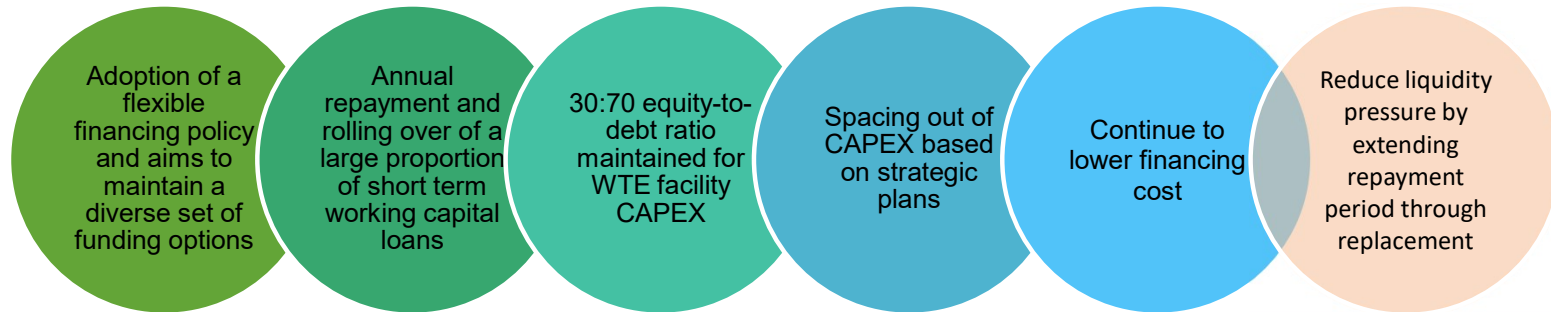 Adoption of a
flexible
financing policy
and aims to
maintain a
diverse set of
funding options
Annual
repayment and
rolling over of a
large proportion
of short term
working capital
loans
30:70 equity-to-
debt ratio
maintained for
WTE facility
CAPEX
Spacing out of
CAPEX based
on strategic
plans
Continue to
lower financing
cost
Reduce liquidity
pressure by
extending
repayment
period through
replacement